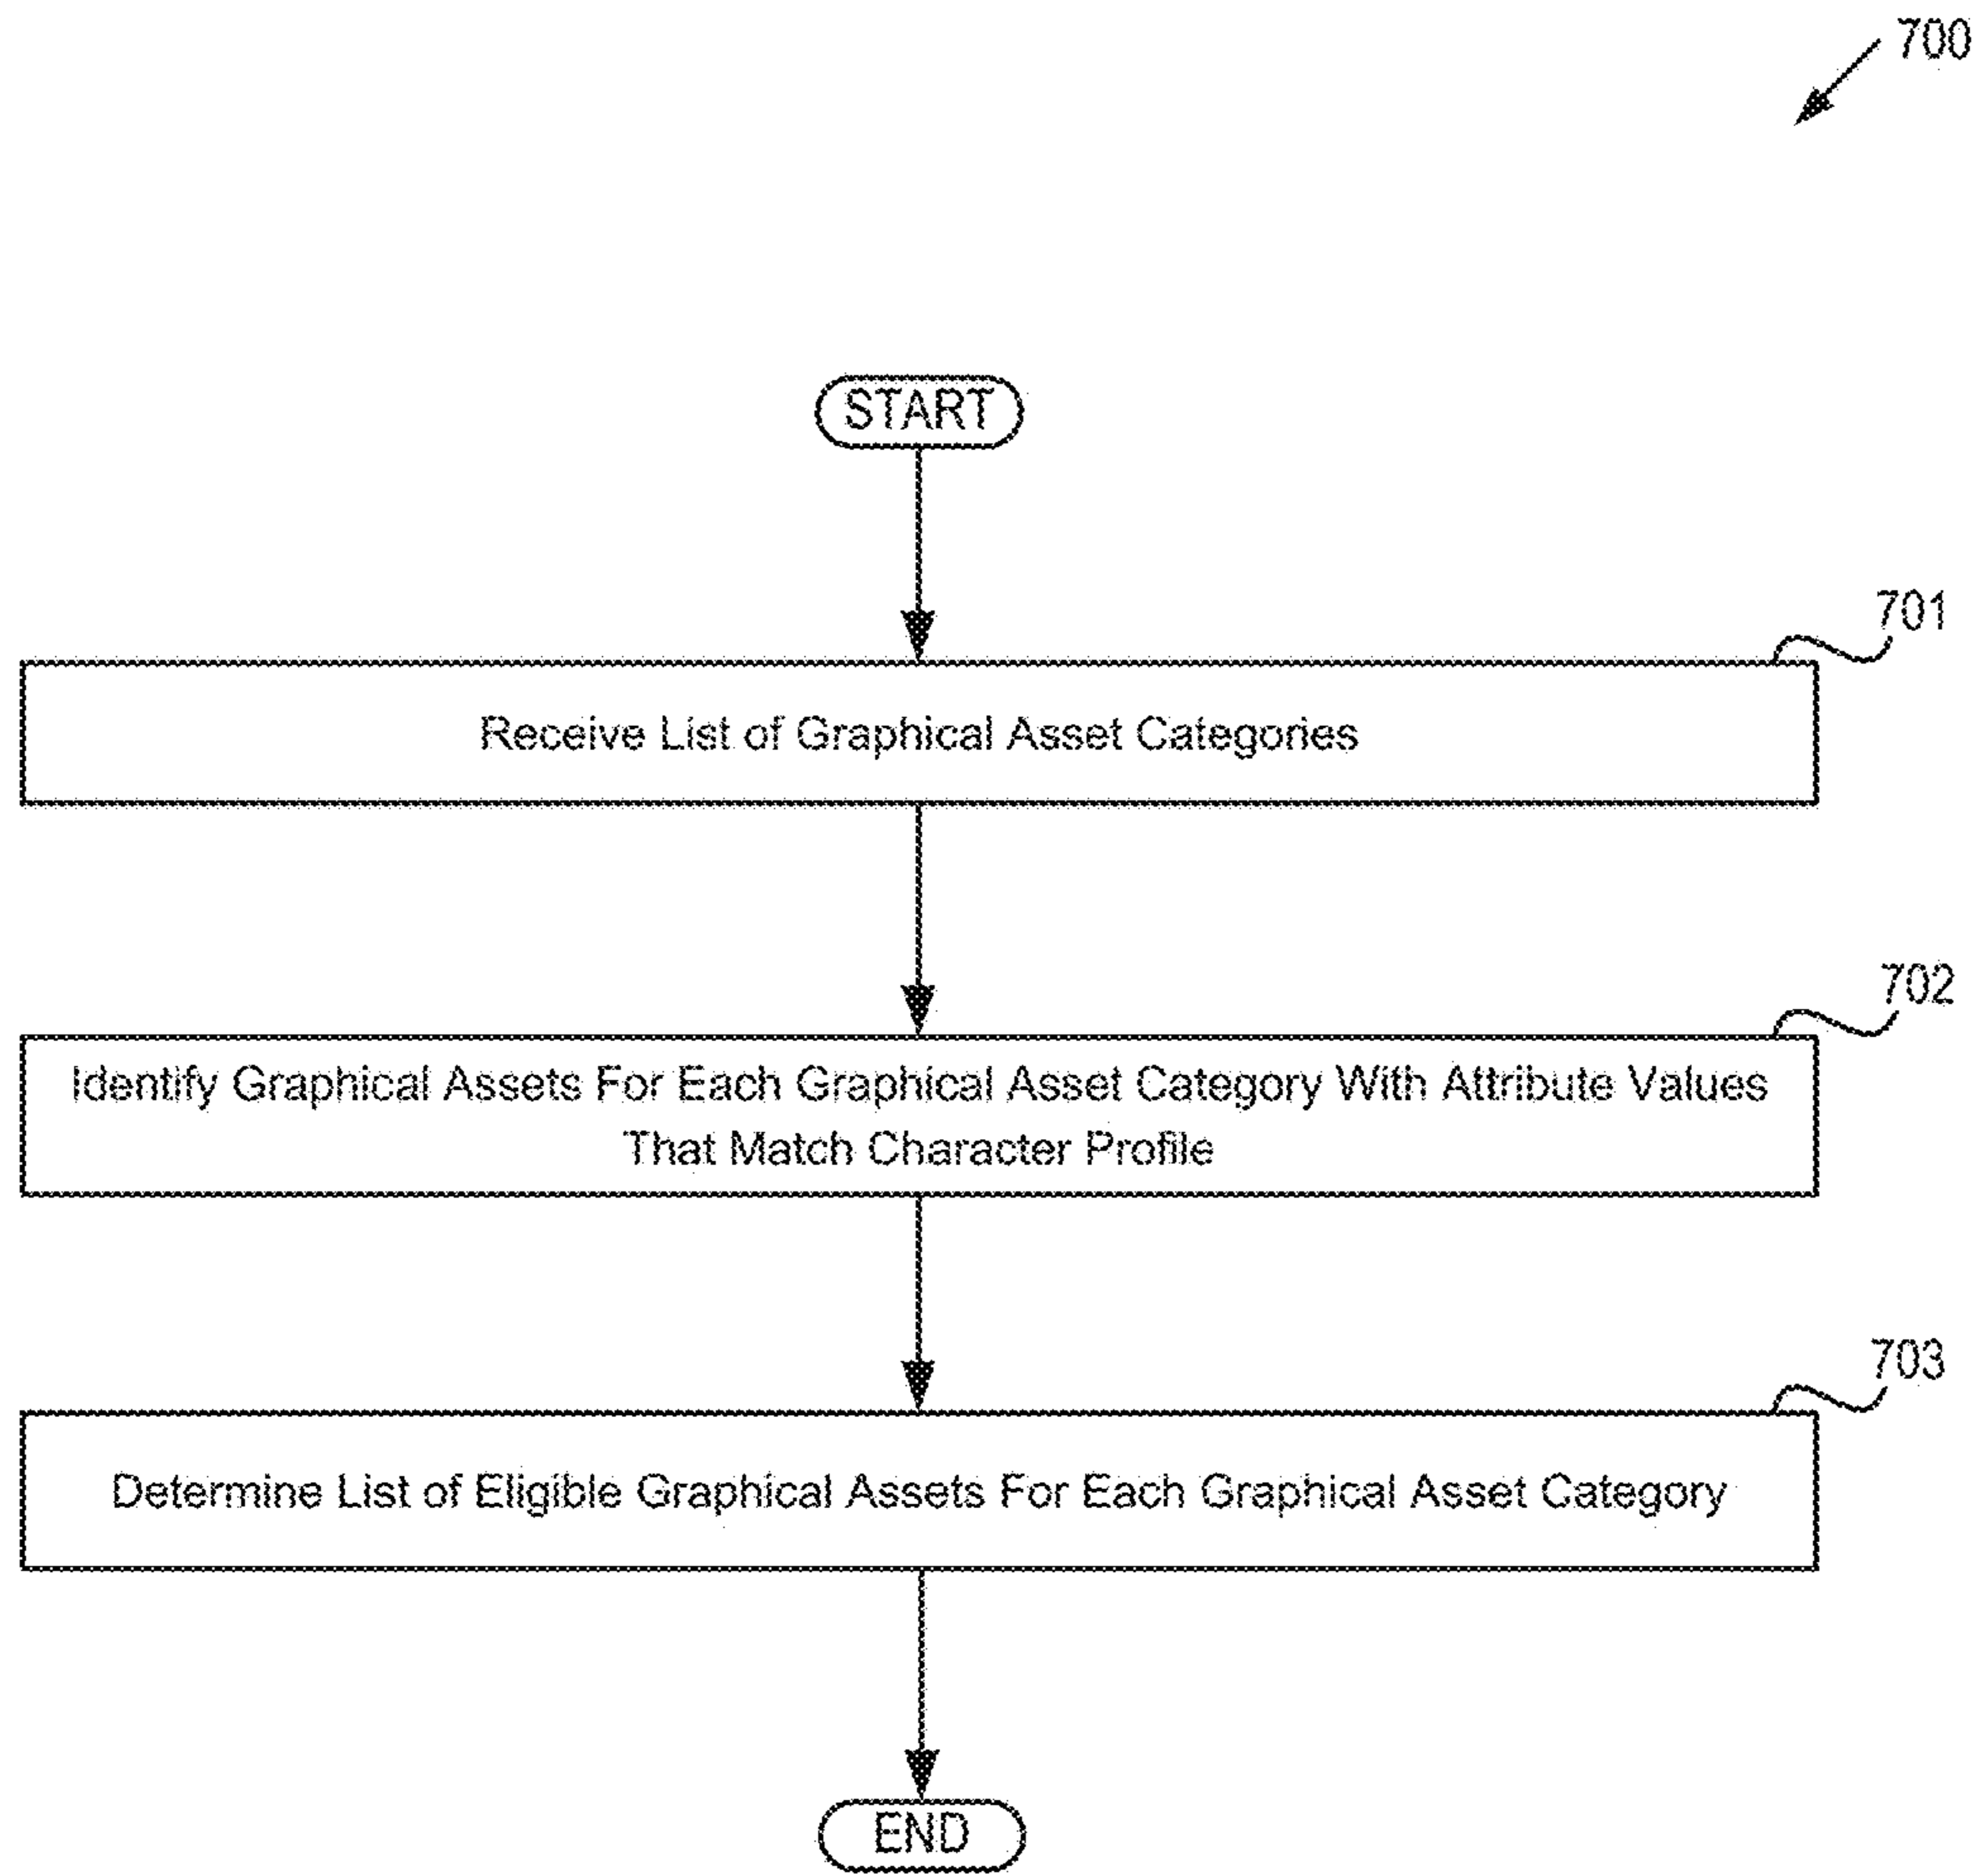 700
START
701
Receive List of Graphical Asset Categories
702
Identify Graphical Assets For Each Graphical Asset Category With Attribute Values
That Match Character Profile
703
Determine List of Eligible Graphical Assets For Each Graphical Asset Category
END